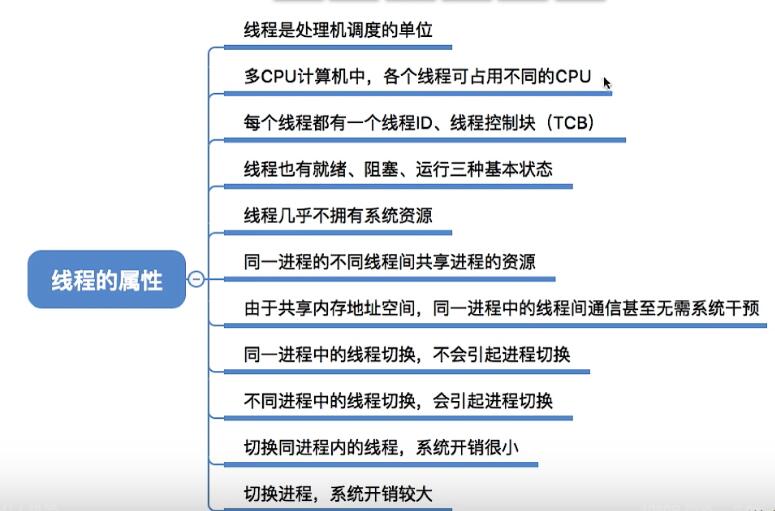 线程是处理机调度的单位
多CPU计算机中，各个线程可占用不同的CPU
每个线程都有一个线程ID、线程控制块（TCB）
线程也有就绪、阻塞、运行三种基本状态
线程几乎不拥有系统资源
线程的属性
同一进程的不同线程间共享进程的资源
由于共享内存地址空间，同一进程中的线程间通信甚至无需系统干预
同一进程中的线程切换，不会引起进程切换
不同进程中的线程切换，会引起进程切换
切换同进程内的线程，系统开销很小
切换进程，系统开销较大